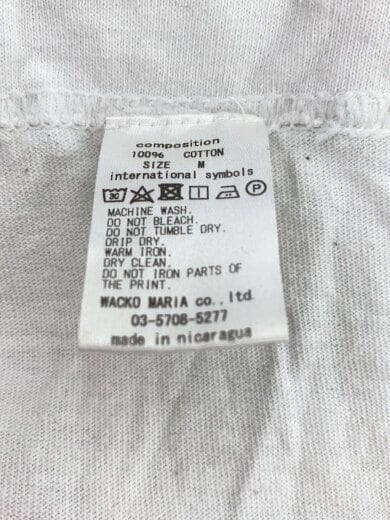 composition
100% COTTON
SIZE M
international symbols
30 P
MACHINE WASH.
DO NOT BLEACH.
DO NOT TUMBLE DRY.
DRIP DRY.
WARM IRON.
DRY CLEAN.
DO NOT IRON PARTS OF
THE PRINT.
WACKO MARIA co., ltd.
03-5708-5277
made in nicaragua